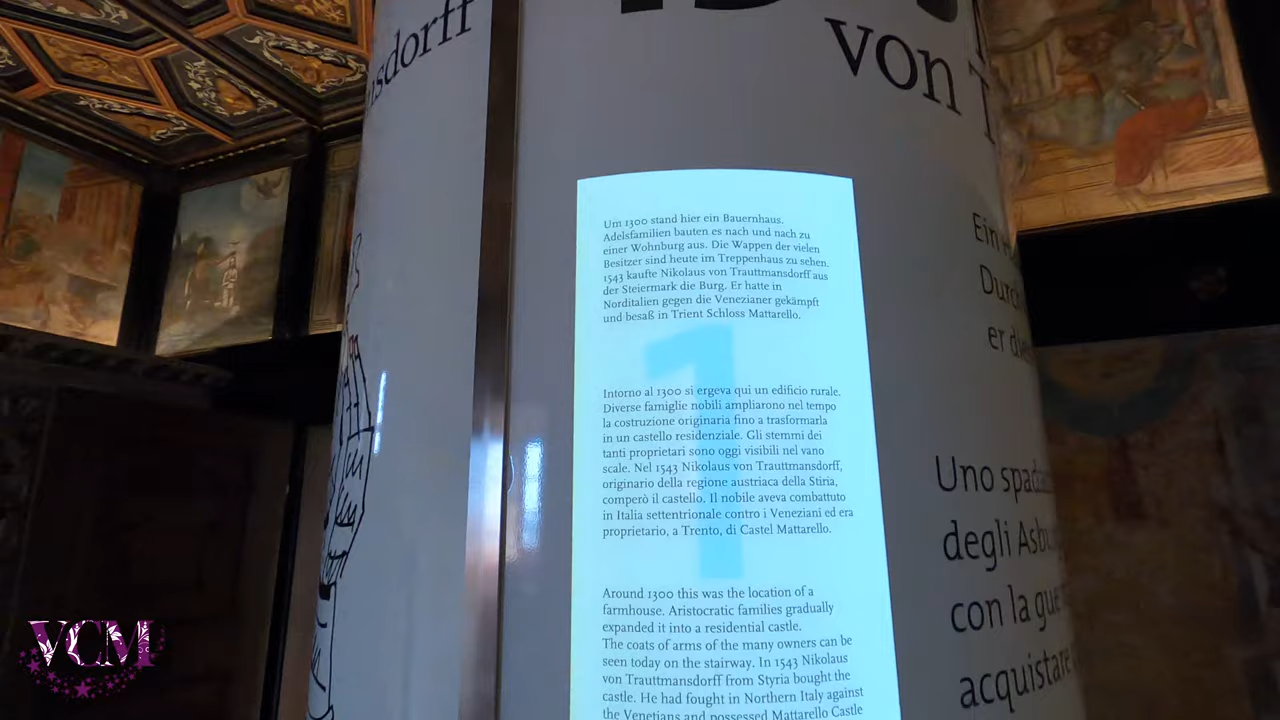 von
Um 1300 stand hier ein Bauernhaus.
Adelsfamilien bauten es nach und nach zu
einer Wohnburg aus. Die Wappen der vielen
Besitzer sind heute im Treppenhaus zu sehen.
1543 kaufte Nikolaus von Trauttmansdorff aus
der Steiermark die Burg. Er hatte in
Norditalien gegen die Venezianer gekämpft
und besaß in Trient Schloss Mattarello.
1
Intorno al 1300 si ergeva qui un edificio rurale.
Diverse famiglie nobili ampliarono nel tempo
la costruzione originaria fino a trasformarla
in un castello residenziale. Gli stemmi dei
tanti proprietari sono oggi visibili nel vano
scale. Nel 1543 Nikolaus von Trauttmansdorff,
originario della regione austriaca della Stiria,
comperò il castello. Il nobile aveva combattuto
in Italia settentrionale contro i Veneziani ed era
proprietario, a Trento, di Castel Mattarello.
Around 1300 this was the location of a
farmhouse. Aristocratic families gradually
expanded it into a residential castle.
The coats of arms of the many owners can be
seen today on the stairway. In 1543 Nikolaus
von Trauttmansdorff from Styria bought the
castle. He had fought in Northern Italy against
the Venetians and possessed Mattarello Castle
Ein
er
Uno
degli
con la
acquistare
VCM